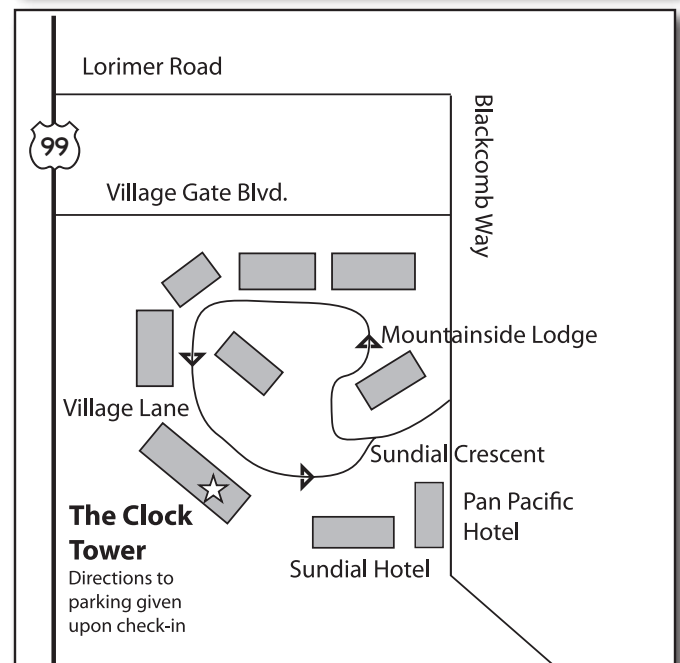 Lorimer Road
Blackcomb Way
99
Village Gate Blvd.
Mountainside Lodge
Village Lane
Sundial Crescent
The Clock
Tower
Directions to
parking given
upon check-in
Pan Pacific
Hotel
Sundial Hotel